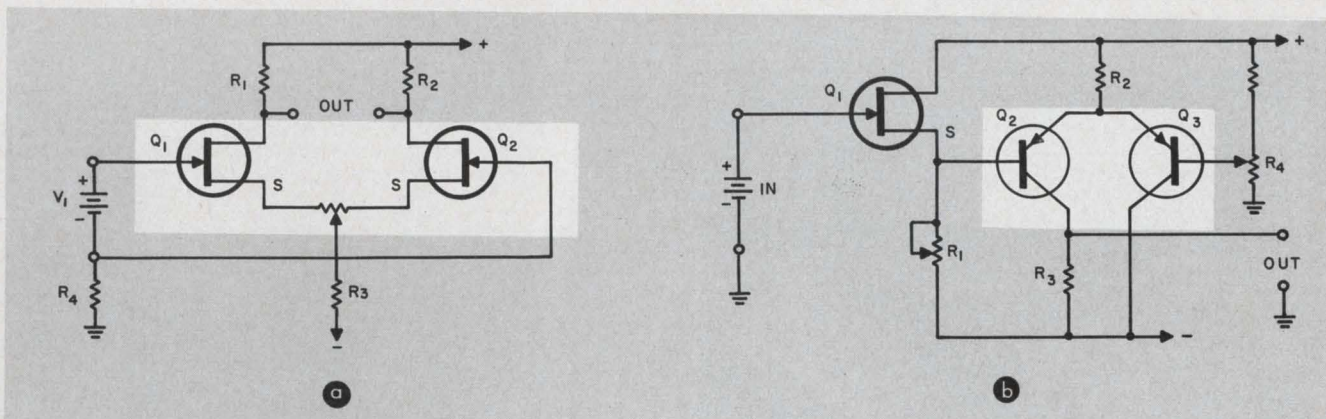 +
R1
R2
OUT
Q1
Q2
S
S
+
V1
-
R4
R3
-
a
+
R2
Q1
Q2
Q3
S
R4
+
IN
-
R1
R3
OUT
-
b